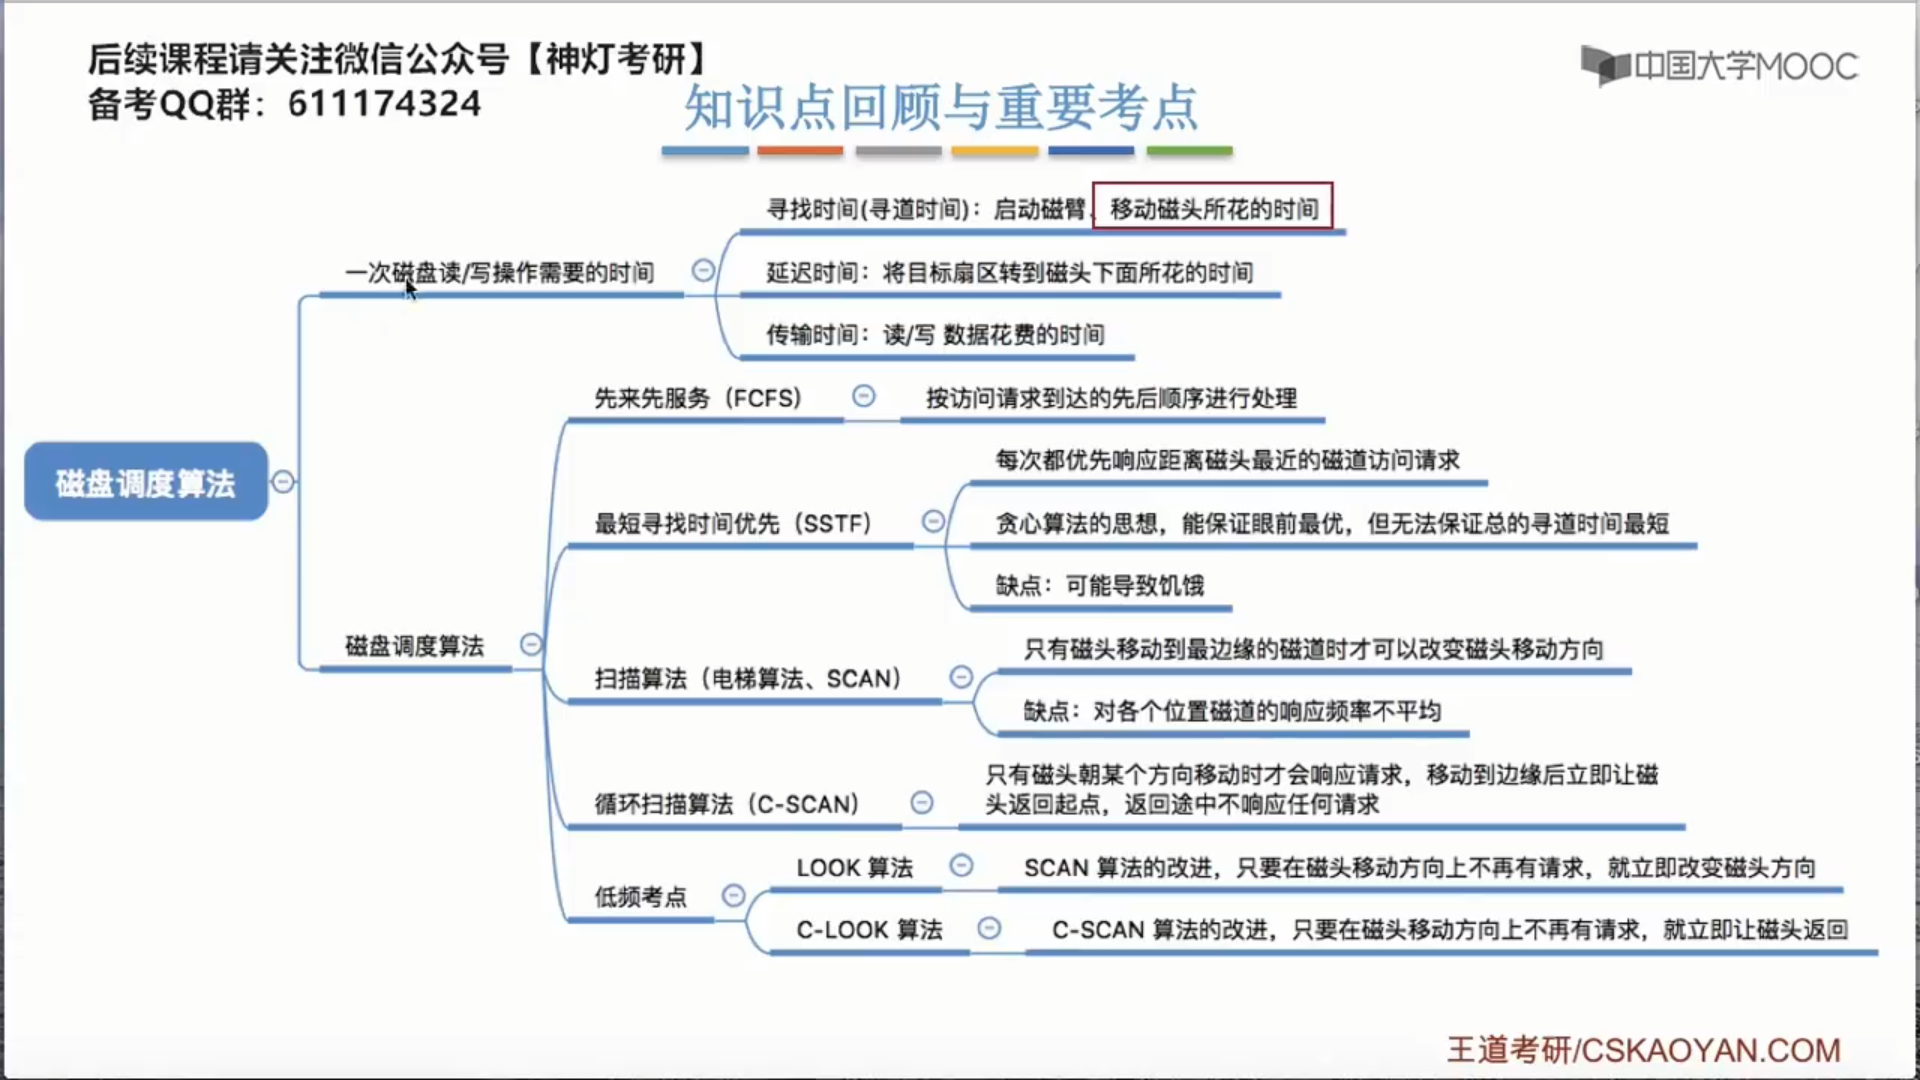 后续课程请关注微信公众号【神灯考研】
备考QQ群：611174324
中国大学MOOC
知识点回顾与重要考点
寻找时间(寻道时间)：启动磁臂、移动磁头所花的时间
一次磁盘读/写操作需要的时间
延迟时间：将目标扇区转到磁头下面所花的时间
传输时间：读/写 数据花费的时间
先来先服务（FCFS）
按访问请求到达的先后顺序进行处理
每次都优先响应距离磁头最近的磁道访问请求
最短寻找时间优先（SSTF）
贪心算法的思想，能保证眼前最优，但无法保证总的寻道时间最短
缺点：可能导致饥饿
磁盘调度算法
磁盘调度算法
只有磁头移动到最边缘的磁道时才可以改变磁头移动方向
扫描算法（电梯算法、SCAN）
缺点：对各个位置磁道的响应频率不平均
只有磁头朝某个方向移动时才会响应请求，移动到边缘后立即让磁
头返回起点，返回途中不响应任何请求
循环扫描算法（C-SCAN）
LOOK 算法
SCAN 算法的改进，只要在磁头移动方向上不再有请求，就立即改变磁头方向
低频考点
C-LOOK 算法
C-SCAN 算法的改进，只要在磁头移动方向上不再有请求，就立即让磁头返回
王道考研/CSKAOYAN.COM